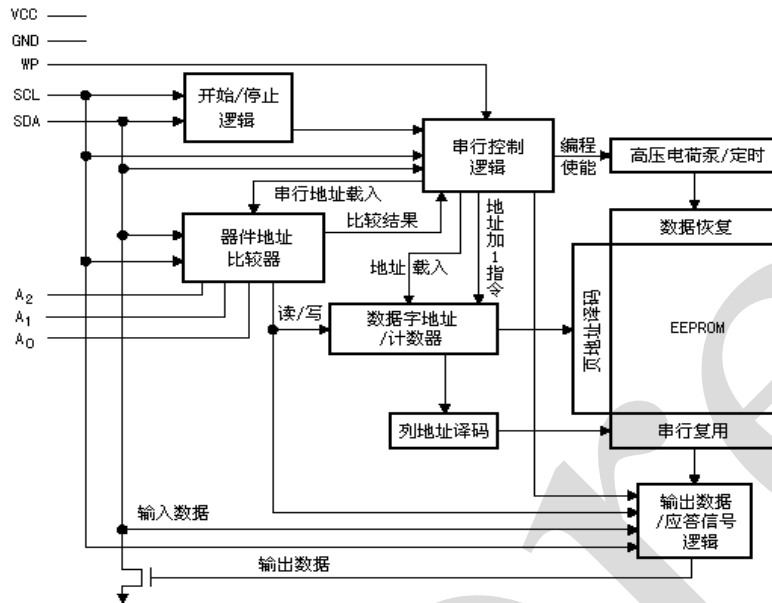 VCC
GND
WP
SCL
SDA
开始/停止
逻辑
串行控制
逻辑
编程
使能
高压电荷泵/定时
串行地址载入
器件地址
比较器
比较结果
地址加1指令
数据恢复
A2
A1
A0
地址 载入
读/写
数据字地址
/计数器
页地址译码
EEPROM
列地址译码
串行复用
输入数据
输出数据
/应答信号
逻辑
输出数据